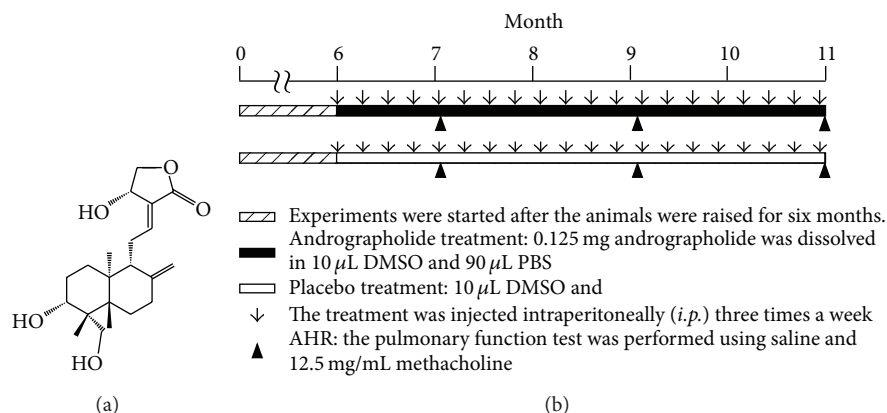 Month
0 6 7 8 9 10 11
O
HO
O
HO
HO
Experiments were started after the animals were raised for six months.
Andrographolide treatment: 0.125 mg andrographolide was dissolved
in 10 μL DMSO and 90 μL PBS
Placebo treatment: 10 μL DMSO and
The treatment was injected intraperitoneally (i.p.) three times a week
AHR: the pulmonary function test was performed using saline and
12.5 mg/mL methacholine
(a)
(b)